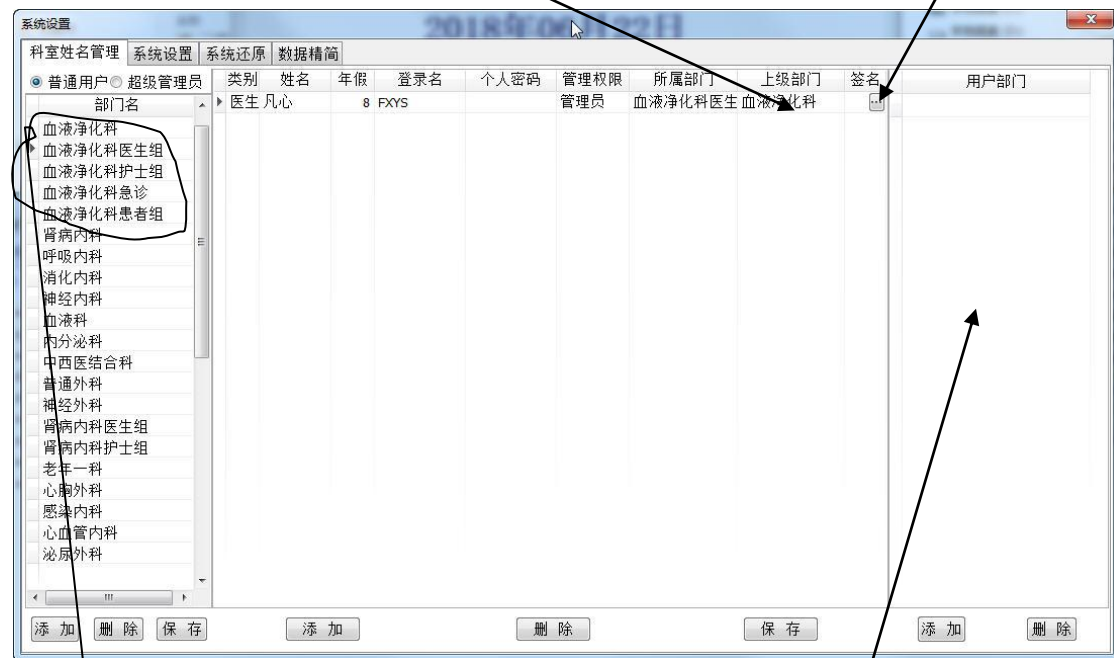 系统设置
2018年06月22日
科室姓名管理 系统设置 系统还原 数据精简
普通用户 超级管理员
部门名
血液净化科
血液净化科医生组
血液净化科护士组
血液净化科急诊
血液净化科患者组
肾病内科
呼吸内科
消化内科
神经内科
血液科
内分泌科
中西医结合科
普通外科
神经外科
肾病内科医生组
肾病内科护士组
老年一科
心胸外科
感染内科
心血管内科
泌尿外科
添 加 删 除 保 存
类别 姓名 年假 登录名 个人密码 管理权限 所属部门 上级部门 签名
医生 凡心 8 FXYS 管理员 血液净化科医生 血液净化科 ...
添 加 删 除 保 存
用户部门
添 加 删 除